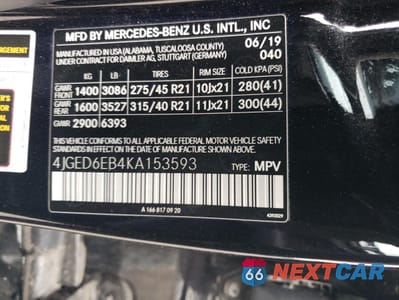 MANAGEMENT
MFD BY MERCEDES-BENZ U.S. INTL., INC
MADE IN USA (ALABAMA, TUSCALOOSA COUNTY) 06/19
UNDER CONTRACT FOR DAIMLER AG, STUTTGART (GERMANY) 040
KG LB TIRES RIM SIZE COLD KPA (PSI)
GAWR FRONT 1400 3086 275/45 R21 10Jx21 280(41)
GAWR REAR 1600 3527 315/40 R21 11Jx21 300(44)
GVWR 2900 6393
THIS VEHICLE CONFORMS TO ALL APPLICABLE FEDERAL MOTOR VEHICLE SAFETY
STANDARDS IN EFFECT ON THE DATE OF MANUFACTURE SHOWN ABOVE.
4JGED6EB4KA153593 TYPE: MPV
A 166 817 09 20
66 NEXTCAR